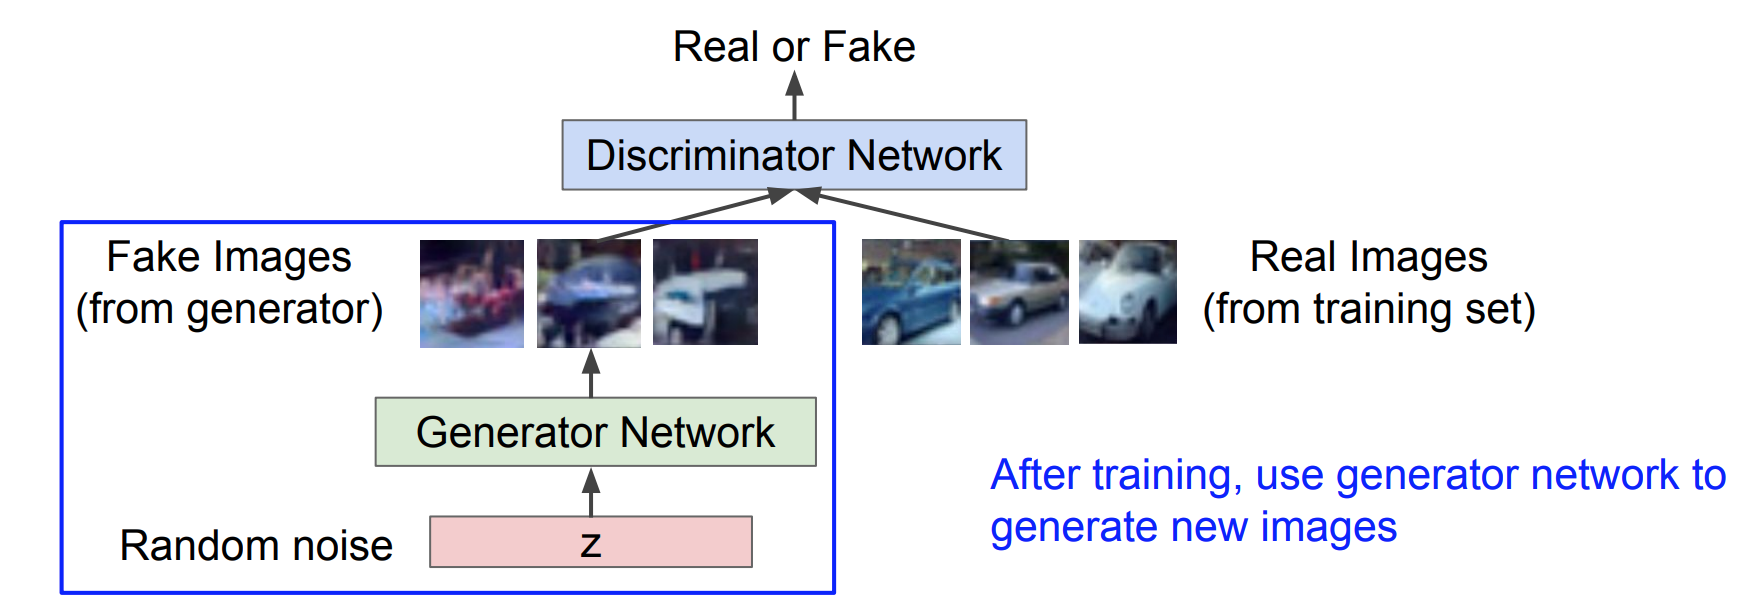 Real or Fake
Discriminator Network
Fake Images
(from generator)
Real Images
(from training set)
Generator Network
Random noise
z
After training, use generator network to
generate new images